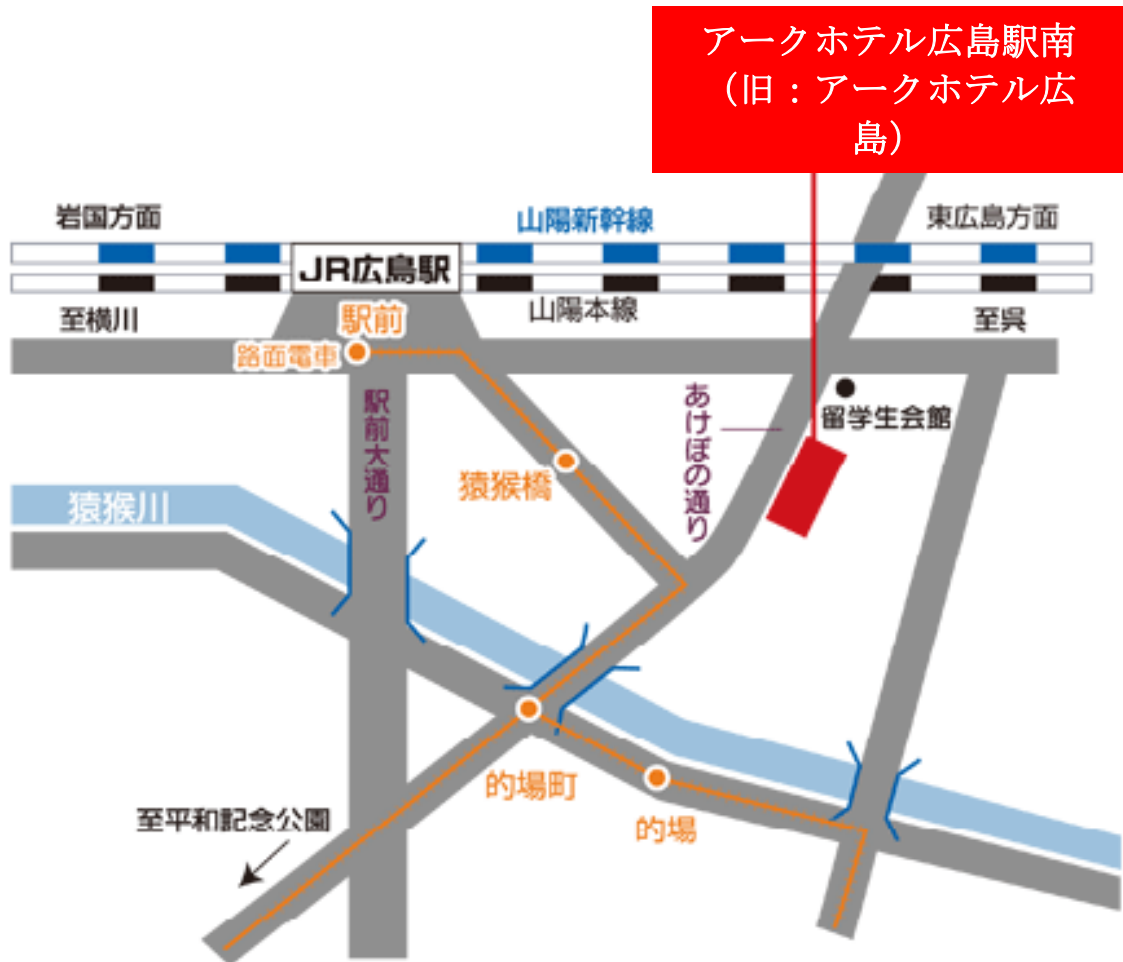 アークホテル広島駅南
（旧：アークホテル広
島）
岩国方面
山陽新幹線
東広島方面
JR広島駅
至横川
駅前
山陽本線
至呉
路面電車
駅前大通り
あけぼの通り
留学生会館
猿猴橋
猿猴川
的場町
的場
至平和記念公園